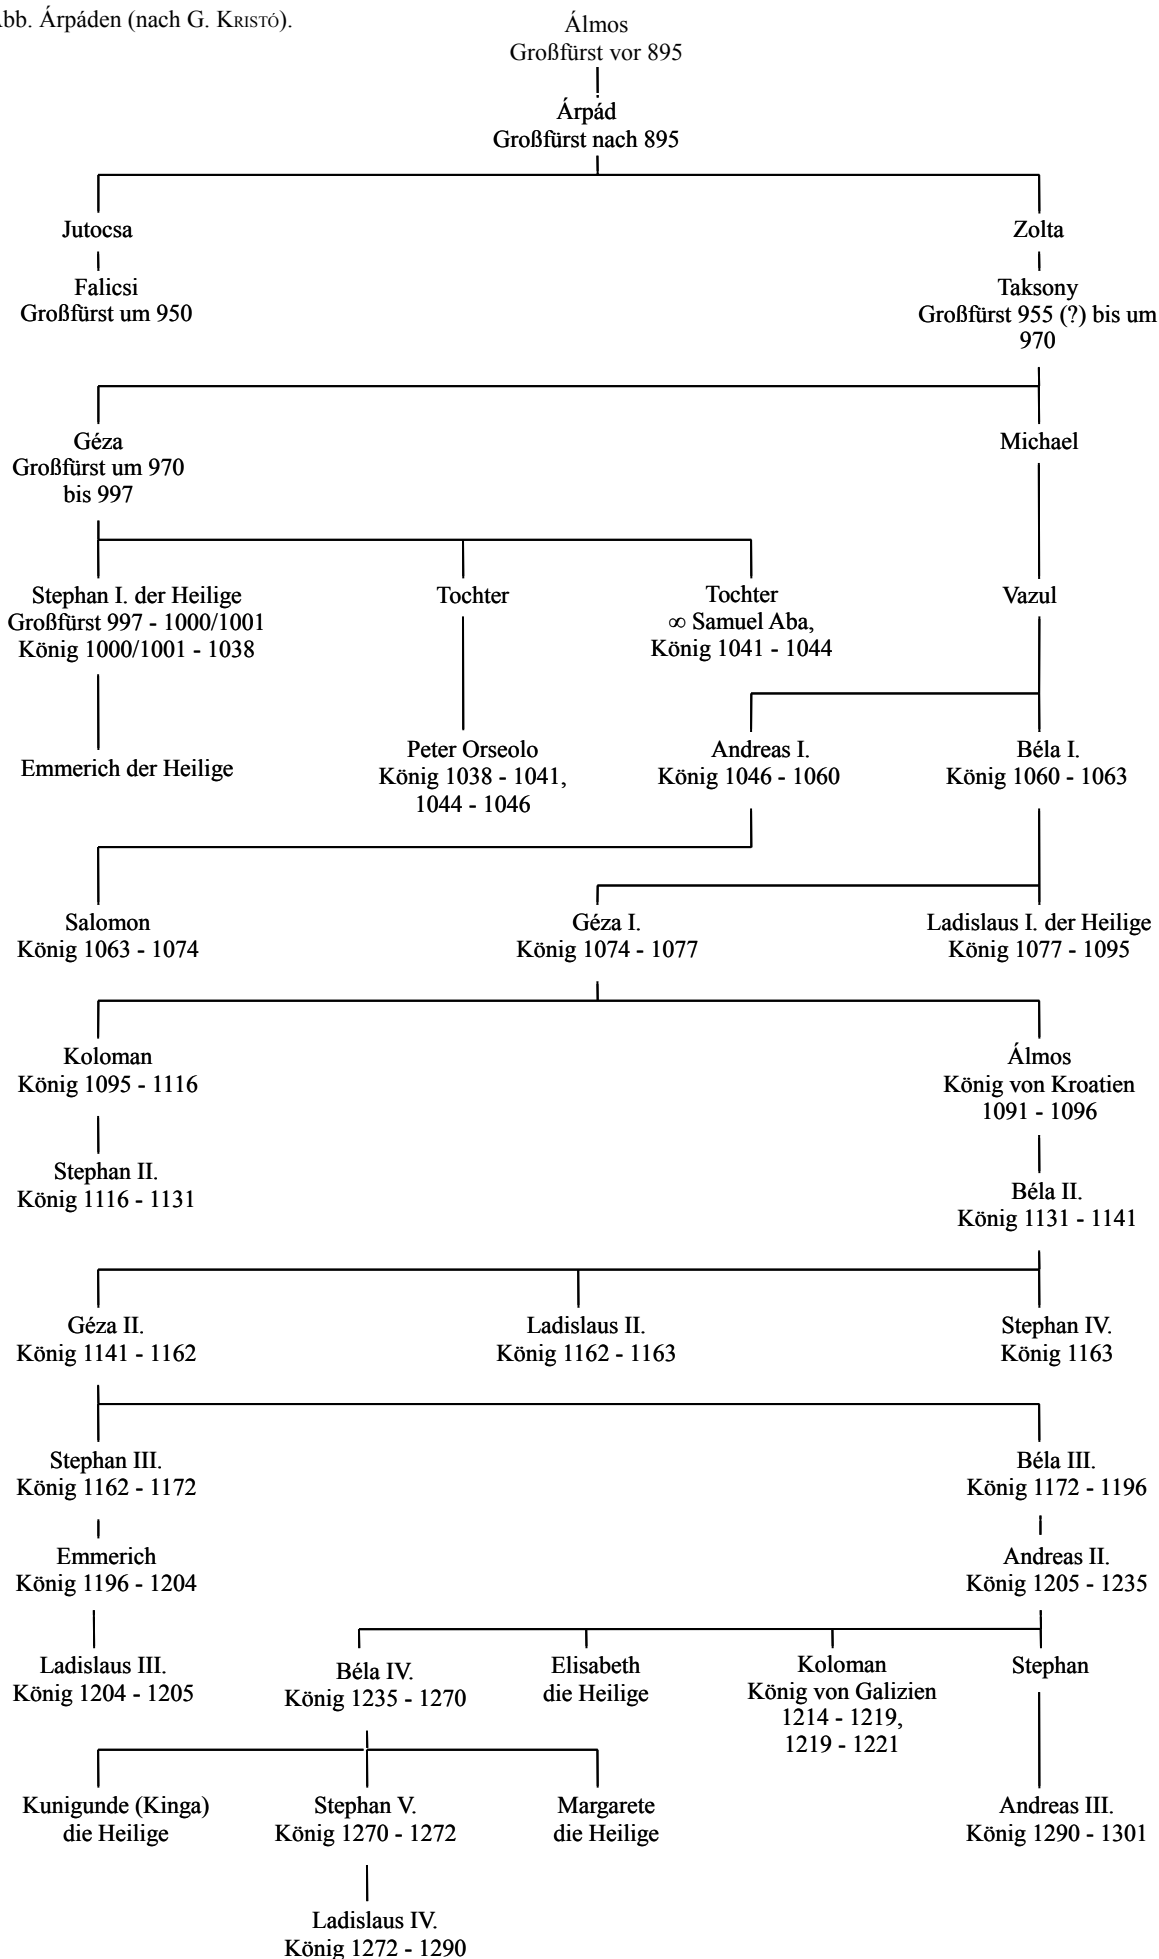 bb. Árpáden (nach G. KRISTÓ).
Álmos
Großfürst vor 895
Árpád
Großfürst nach 895
Jutocsa
Zolta
Falicsi
Großfürst um 950
Taksony
Großfürst 955 (?) bis um
970
Géza
Großfürst um 970
bis 997
Michael
Stephan I. der Heilige
Großfürst 997 - 1000/1001
König 1000/1001 - 1038
Tochter
Tochter
∞ Samuel Aba,
König 1041 - 1044
Vazul
Emmerich der Heilige
Peter Orseolo
König 1038 - 1041,
1044 - 1046
Andreas I.
König 1046 - 1060
Béla I.
König 1060 - 1063
Salomon
König 1063 - 1074
Géza I.
König 1074 - 1077
Ladislaus I. der Heilige
König 1077 - 1095
Koloman
König 1095 - 1116
Álmos
König von Kroatien
1091 - 1096
Stephan II.
König 1116 - 1131
Béla II.
König 1131 - 1141
Géza II.
König 1141 - 1162
Ladislaus II.
König 1162 - 1163
Stephan IV.
König 1163
Stephan III.
König 1162 - 1172
Béla III.
König 1172 - 1196
Emmerich
König 1196 - 1204
Andreas II.
König 1205 - 1235
Ladislaus III.
König 1204 - 1205
Béla IV.
König 1235 - 1270
Elisabeth
die Heilige
Koloman
König von Galizien
1214 - 1219,
1219 - 1221
Stephan
Kunigunde (Kinga)
die Heilige
Stephan V.
König 1270 - 1272
Margarete
die Heilige
Andreas III.
König 1290 - 1301
Ladislaus IV.
König 1272 - 1290